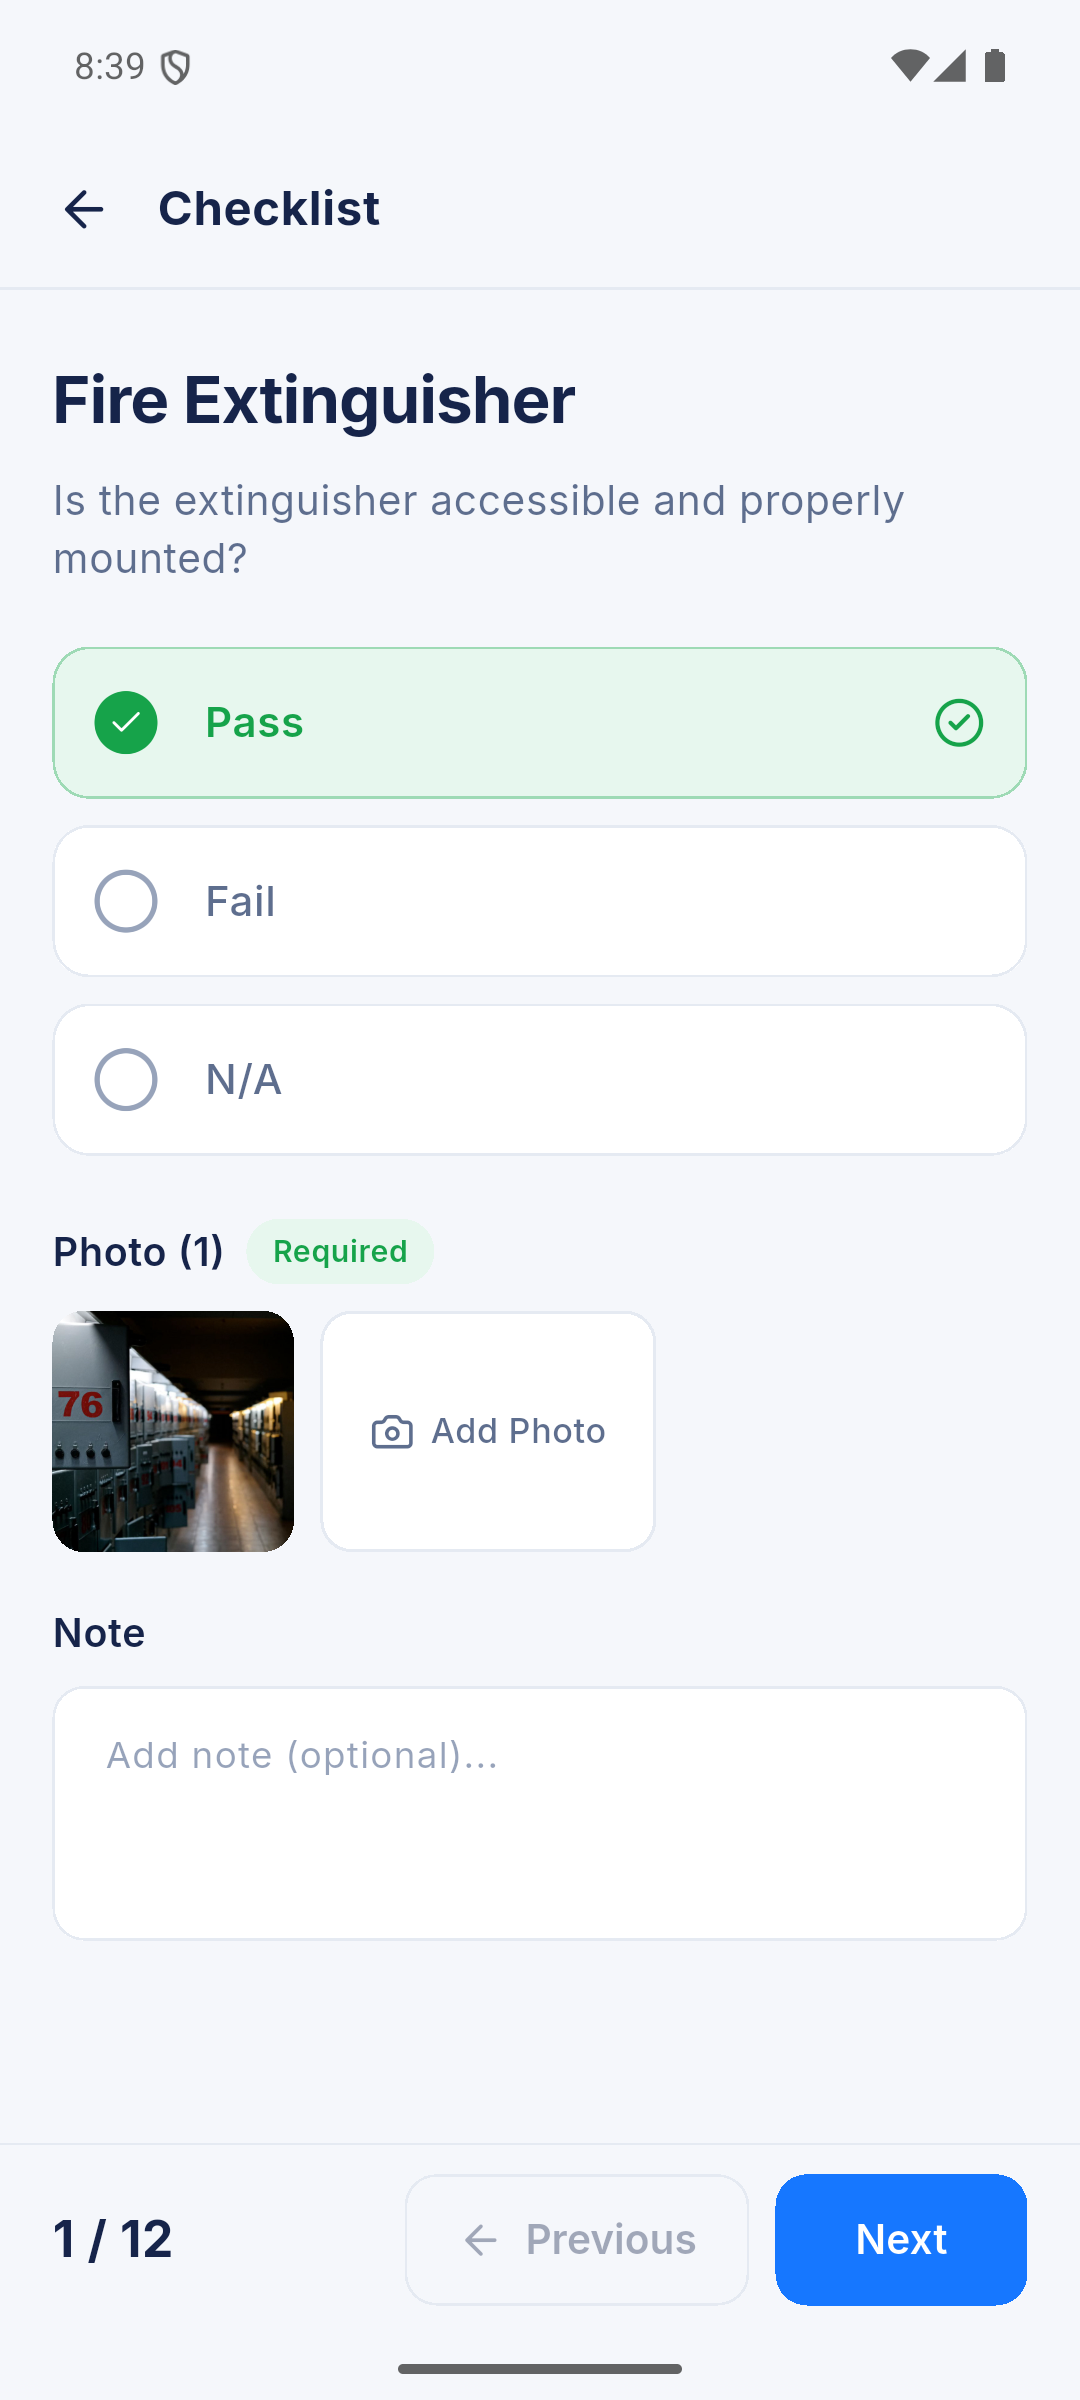 8:39
Checklist
Fire Extinguisher
Is the extinguisher accessible and properly
mounted?
Pass
Fail
N/A
Photo (1) Required
76
Add Photo
Note
Add note (optional)...
1 / 12
Previous
Next